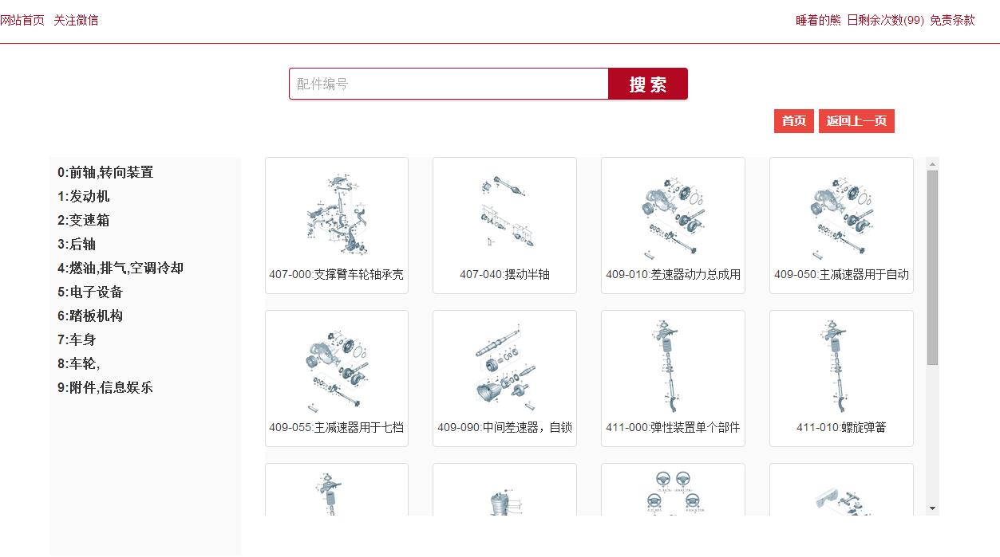 网站首页 关注微信
睡着的熊 日剩余次数(99) 免责条款
配件编号
搜 索
首页 返回上一页
0:前轴,转向装置
1:发动机
2:变速箱
3:后轴
4:燃油,排气,空调冷却
5:电子设备
6:踏板机构
7:车身
8:车轮,
9:附件,信息娱乐
407-000:支撑臂车轮轴承壳
407-040:摆动半轴
409-010:差速器动力总成用
409-050:主减速器用于自动
409-055:主减速器用于七档
409-090:中间差速器，自锁
411-000:弹性装置单个部件
411-010:螺旋弹簧